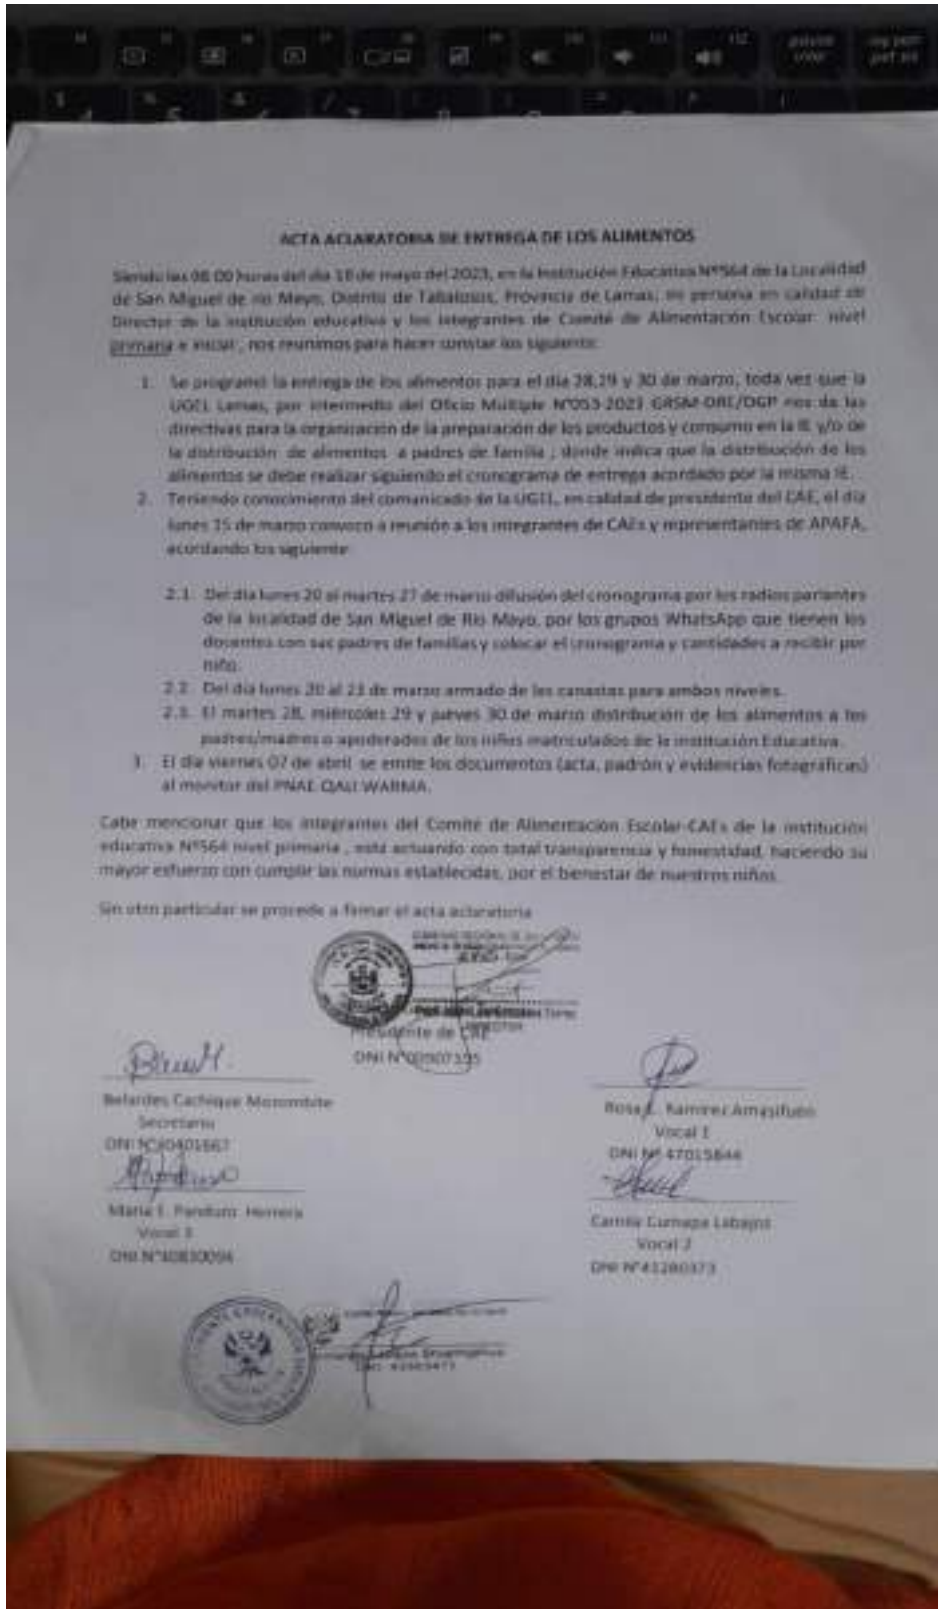 ACTA ACLARATORIA DE ENTREGA DE LOS ALIMENTOS
Siendo las 08:00 horas del día 18 de mayo del 2023, en la Institución Educativa N°564 de la Localidad
de San Miguel de rio Mayo, Distrito de Tabalosos, Provincia de Lamas, mi persona en calidad de
Director de la institución educativa y los integrantes de Comité de Alimentación Escolar nivel
primaria e inicial , nos reunimos para hacer constar los siguiente:
1. Se programó la entrega de los alimentos para el día 28,29 y 30 de marzo, toda vez que la
UGEL Lamas, por intermedio del Oficio Múltiple N°053-2023 GRSM-DRE/DGP nos da las
directivas para la organización de la preparación de los productos y consumo en la IE y/o de
la distribución de alimentos a padres de familia ; donde indica que la distribución de los
alimentos se debe realizar siguiendo el cronograma de entrega acordado por la misma IE.
2. Teniendo conocimiento del comunicado de la UGEL, en calidad de presidente del CAE, el día
lunes 15 de marzo convoco a reunión a los integrantes de CAEs y representantes de APAFA,
acordando los siguiente:
2.1. Del día lunes 20 al martes 27 de marzo difusión del cronograma por los radios parlantes
de la localidad de San Miguel de Rio Mayo, por los grupos WhatsApp que tienen los
docentes con sus padres de familias y colocar el cronograma y cantidades a recibir por
niño.
2.2. Del día lunes 20 al 23 de marzo armado de las canastas para ambos niveles.
2.3. El martes 28, miércoles 29 y jueves 30 de marzo distribución de los alimentos a los
padres/madres o apoderados de los niños matriculados de la institución Educativa.
3. El día viernes 07 de abril se emite los documentos (acta, padrón y evidencias fotográficas)
al monitor del PNAE QALI WARMA.
Cabe mencionar que los integrantes del Comité de Alimentación Escolar-CAEs de la institución
educativa N°564 nivel primaria , está actuando con total transparencia y honestidad, haciendo su
mayor esfuerzo con cumplir las normas establecidas, por el bienestar de nuestros niños.
Sin otro particular se procede a firmar el acta aclaratoria
Presidente de CAE
DNI N°
Belardes Cachique Monombite
Secretario
DNI
Rosa Ramirez Amasifuen
Vocal 1
DNI N° 47015844
Maria Panduro Herrera
Vocal 3
DNI N°40830094
Camila Cumapa Labajos
Vocal 2
DNI N°43280373